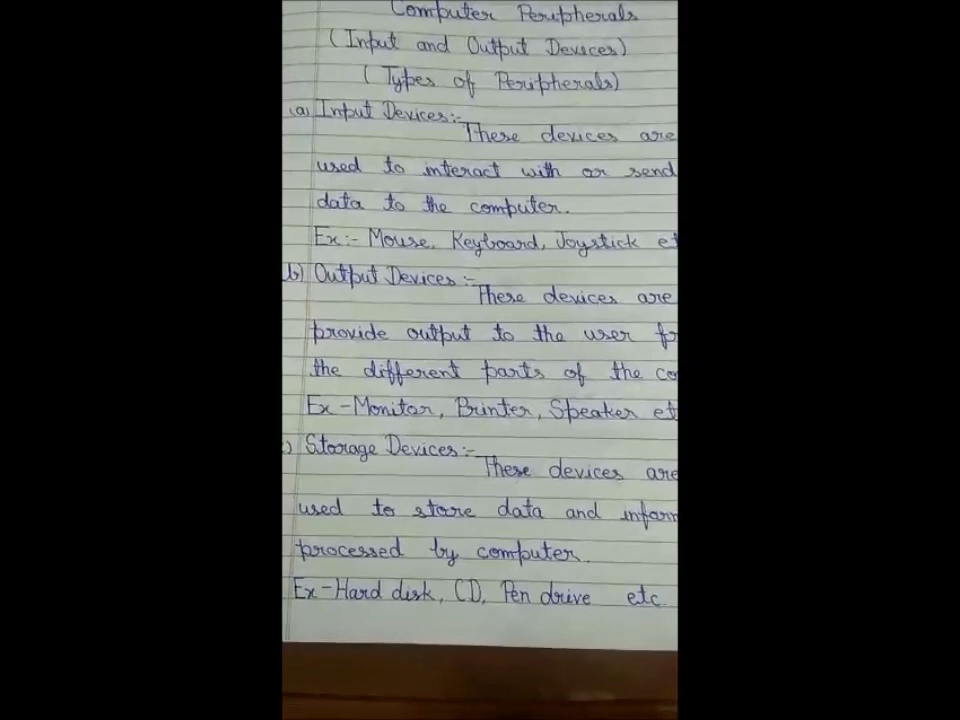 Computer Peripherals
(Input and Output Devices)
(Types of Peripherals)
(a) Input Devices:-
These devices are
used to interact with or send
data to the computer.
Ex:- Mouse, Keyboard, Joystick et
b) Output Devices:-
These devices are
provide output to the user
the different parts of the
Ex-Monitor, Printer, Speaker et
Storage Devices:-
These devices are
used to store data and
processed by computer.
Ex-Hard disk, CD, Pen drive etc.